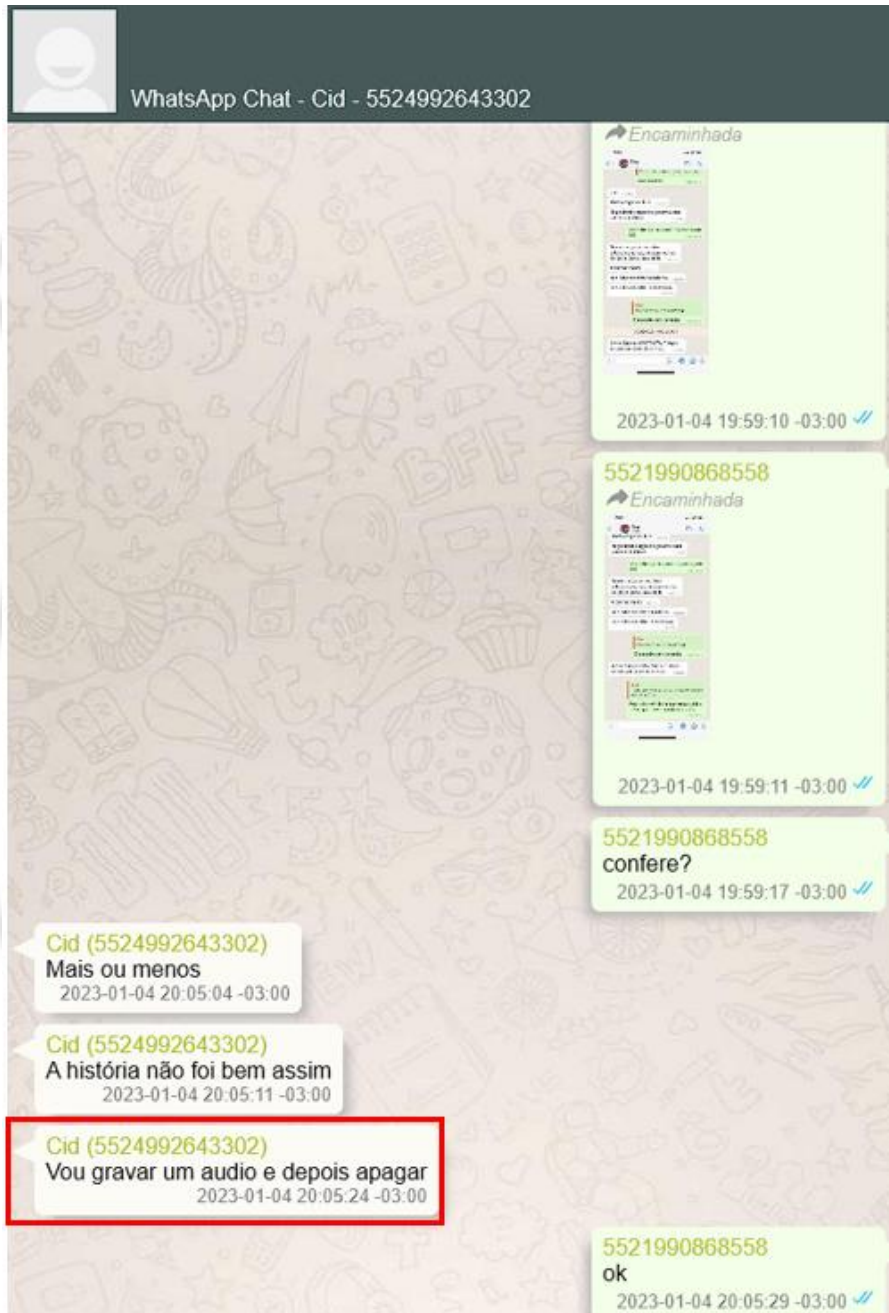 WhatsApp Chat - Cid - 5524992643302
Encaminhada
2023-01-04 19:59:10 -03:00
5521990868558
Encaminhada
2023-01-04 19:59:11 -03:00
5521990868558
confere?
2023-01-04 19:59:17 -03:00
Cid (5524992643302)
Mais ou menos
2023-01-04 20:05:04 -03:00
Cid (5524992643302)
A história não foi bem assim
2023-01-04 20:05:11 -03:00
Cid (5524992643302)
Vou gravar um audio e depois apagar
2023-01-04 20:05:24 -03:00
5521990868558
ok
2023-01-04 20:05:29 -03:00